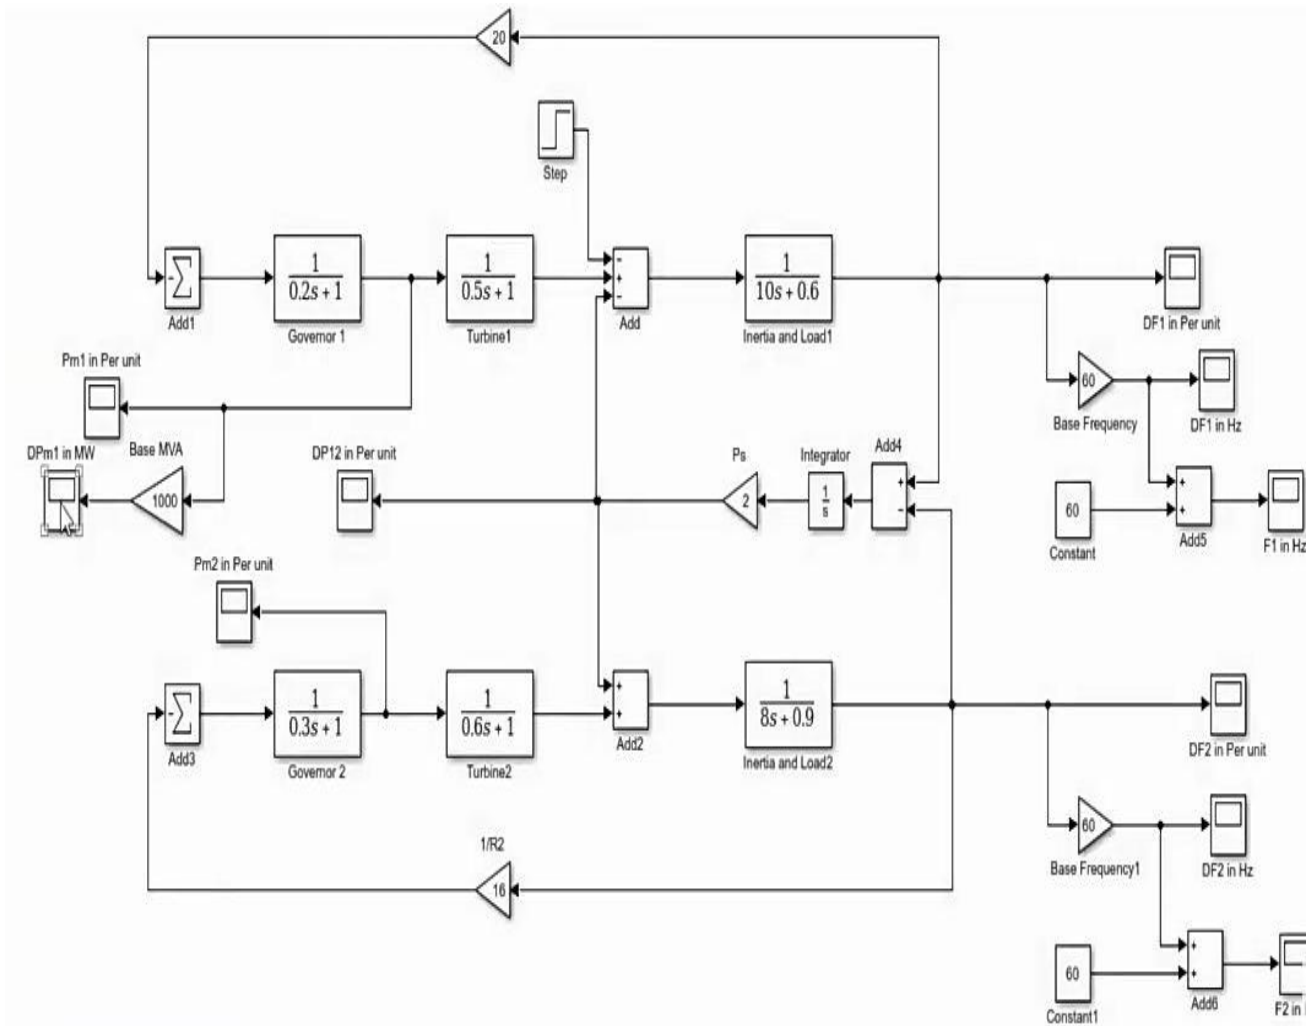 20
Step
-
Σ
Add1
1
0.2s + 1
Governor 1
1
0.5s + 1
Turbine1
-
+
-
Add
1
10s + 0.6
Inertia and Load1
DF1 in Per unit
Pm1 in Per unit
60
Base Frequency
DF1 in Hz
DPm1 in MW
Base MVA
1000
DP12 in Per unit
Ps
2
Integrator
1
s
Add4
+
-
60
Constant
+
+
Add5
F1 in Hz
Pm2 in Per unit
-
Σ
Add3
1
0.3s + 1
Governor 2
1
0.6s + 1
Turbine2
+
+
Add2
1
8s + 0.9
Inertia and Load2
DF2 in Per unit
1/R2
16
60
Base Frequency1
DF2 in Hz
60
Constant1
+
+
Add6
F2 in